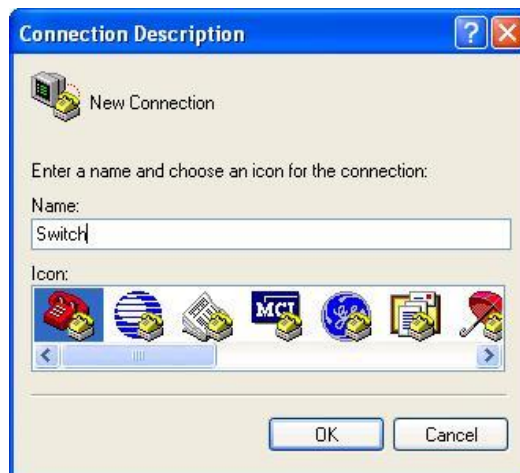 Connection Description
New Connection
Enter a name and choose an icon for the connection:
Name:
Switch
Icon:
MCI
OK
Cancel